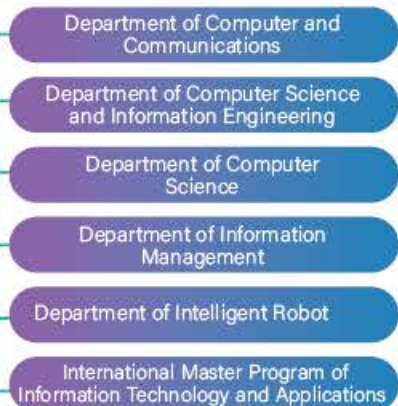 Department of Computer and
Communications
Department of Computer Science
and Information Engineering
Department of Computer
Science
Department of Information
Management
Department of Intelligent Robot
International Master Program of
Information Technology and Applications